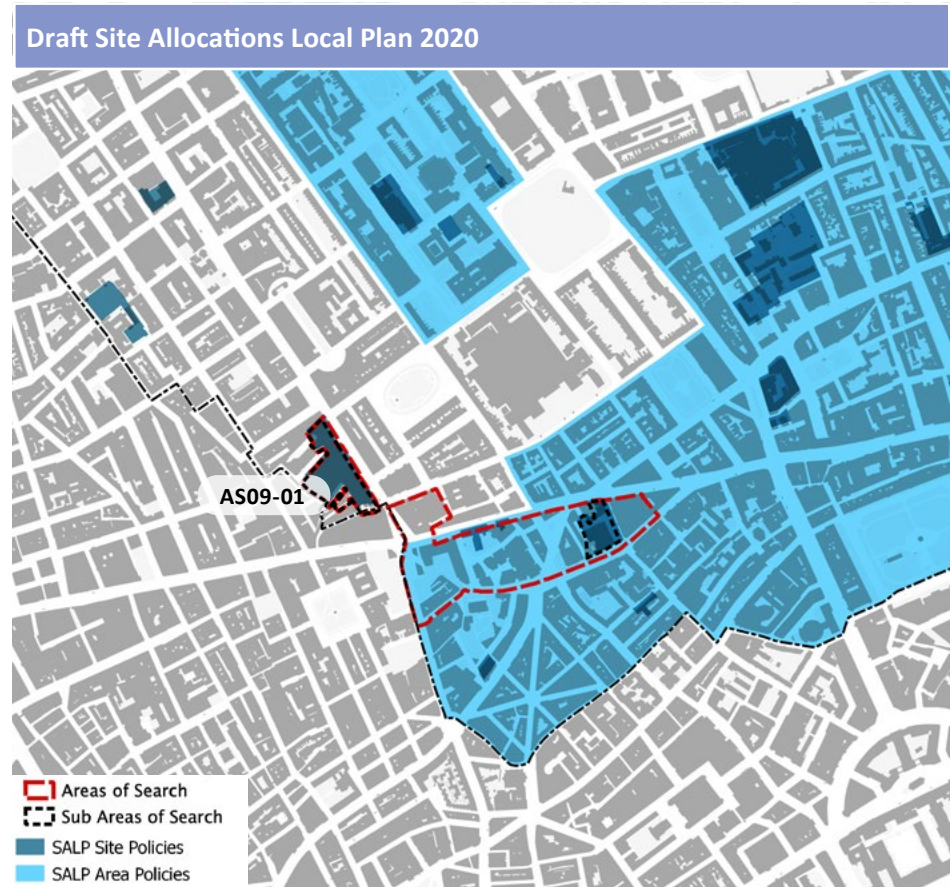 Draft Site Allocations Local Plan 2020
AS09-01
Areas of Search
Sub Areas of Search
SALP Site Policies
SALP Area Policies